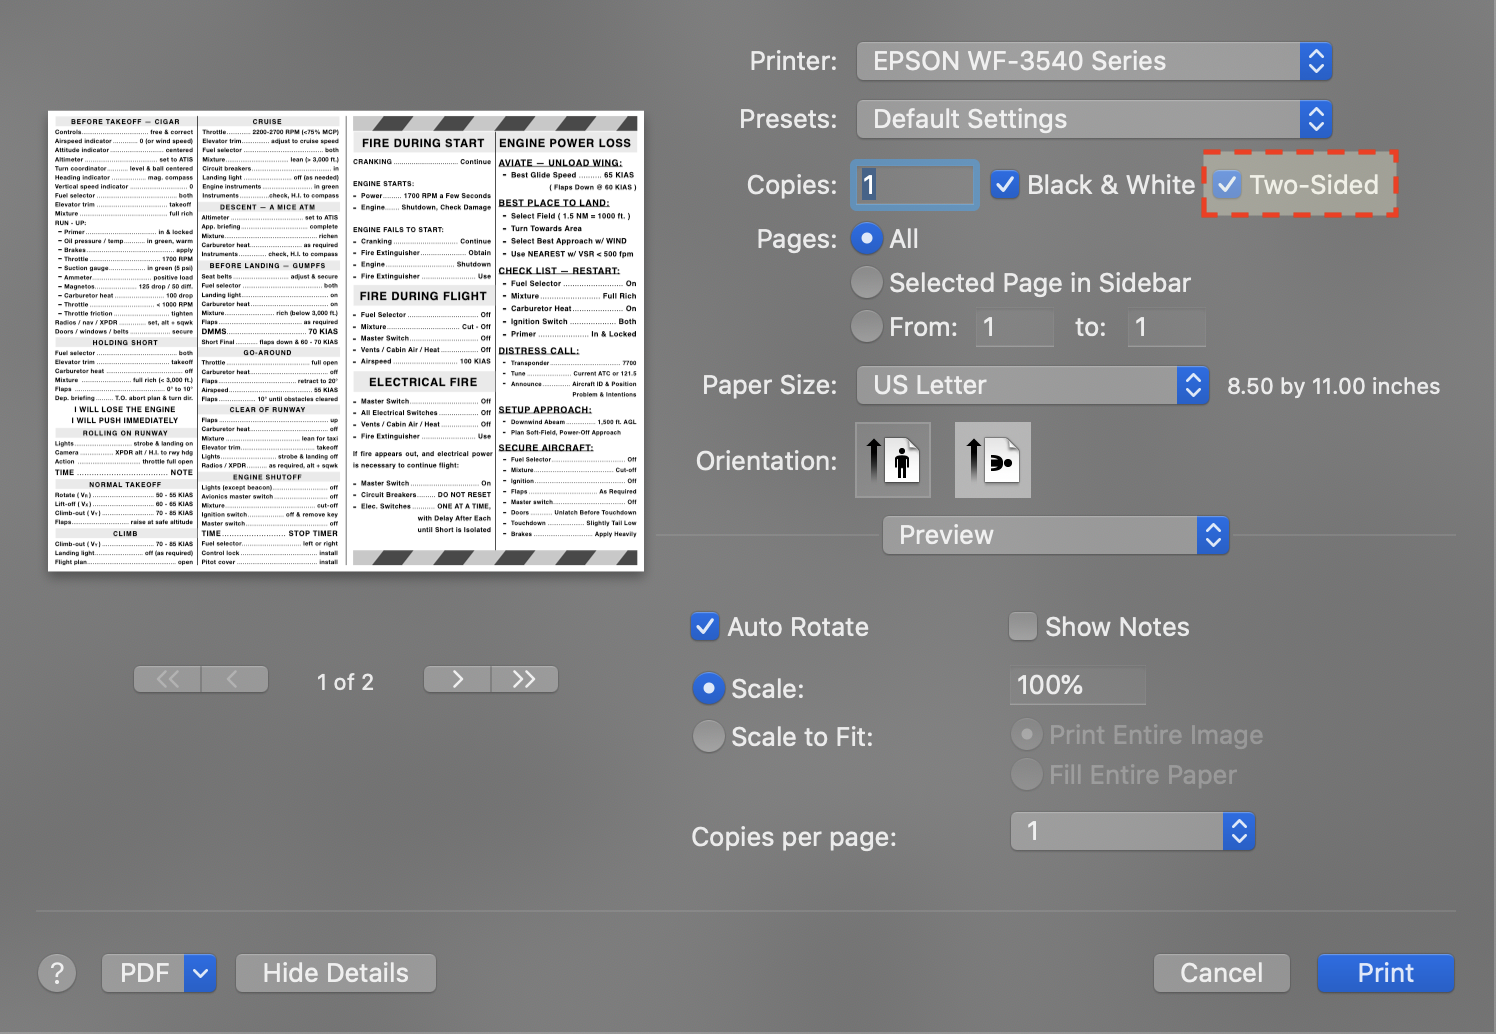 BEFORE TAKEOFF — CIGAR
Controls free & correct
Airspeed indicator 0 (or wind speed)
Attitude indicator centered
Altimeter set to ATIS
Turn coordinator level & ball centered
Heading indicator mag. compass
Vertical speed indicator 0
Fuel selector both
Elevator trim takeoff
Mixture full rich
RUN - UP:
– Primer in & locked
– Oil pressure / temp in green, warm
– Brakes apply
– Throttle 1700 RPM
– Suction gauge in green (5 psi)
– Ammeter positive load
– Magnetos 125 drop / 50 diff.
– Carburetor heat 100 drop
– Throttle < 1000 RPM
– Throttle friction tighten
Radios / nav / XPDR set, alt + sqwk
Doors / windows / belts secure
HOLDING SHORT
Fuel selector both
Elevator trim takeoff
Carburetor heat off
Mixture full rich (< 3,000 ft.)
Flaps 0° to 10°
Dep. briefing T.O. abort plan & turn dir.
I WILL LOSE THE ENGINE
I WILL PUSH IMMEDIATELY
ROLLING ON RUNWAY
Lights strobe & landing on
Camera XPDR alt / H.I. to rwy hdg
Action throttle full open
TIME NOTE
NORMAL TAKEOFF
Rotate ( VR ) 50 - 55 KIAS
Lift-off ( VX ) 60 - 65 KIAS
Climb-out ( VY ) 70 - 85 KIAS
Flaps raise at safe altitude
CLIMB
Climb-out ( VY ) 70 - 85 KIAS
Landing light off (as required)
Flight plan open
CRUISE
Throttle 2200-2700 RPM (<75% MCP)
Elevator trim adjust to cruise speed
Fuel selector both
Mixture lean (> 3,000 ft.)
Circuit breakers in
Landing light off (as needed)
Engine instruments in green
Instruments check, H.I. to compass
DESCENT — A MICE ATM
Altimeter set to ATIS
App. briefing complete
Mixture richen
Carburetor heat as required
Instruments check, H.I. to compass
BEFORE LANDING — GUMPFS
Seat belts adjust & secure
Fuel selector both
Landing light on
Carburetor heat on
Mixture rich (below 3,000 ft.)
Flaps as required
DMMS 70 KIAS
Short Final flaps down & 60 - 70 KIAS
GO-AROUND
Throttle full open
Carburetor heat off
Flaps retract to 20°
Airspeed 55 KIAS
Flaps 10° until obstacles cleared
CLEAR OF RUNWAY
Flaps up
Carburetor heat off
Mixture lean for taxi
Elevator trim takeoff
Lights strobe & landing off
Radios / XPDR as required, alt + sqwk
ENGINE SHUTOFF
Lights (except beacon) off
Avionics master switch off
Mixture cut-off
Ignition switch off & remove key
Master switch off
TIME STOP TIMER
Fuel selector left or right
Control lock install
Pitot cover install
FIRE DURING START
CRANKING Continue
ENGINE STARTS:
– Power 1700 RPM a Few Seconds
– Engine Shutdown, Check Damage
ENGINE FAILS TO START:
– Cranking Continue
– Fire Extinguisher Obtain
– Engine Shutdown
– Fire Extinguisher Use
FIRE DURING FLIGHT
– Fuel Selector Off
– Mixture Cut - Off
– Master Switch Off
– Vents / Cabin Air / Heat Off
– Airspeed 100 KIAS
ELECTRICAL FIRE
– Master Switch Off
– All Electrical Switches Off
– Vents / Cabin Air / Heat Off
– Fire Extinguisher Use
If fire appears out, and electrical power
is necessary to continue flight:
– Master Switch On
– Circuit Breakers DO NOT RESET
– Elec. Switches ONE AT A TIME,
with Delay After Each
until Short is Isolated
ENGINE POWER LOSS
AVIATE — UNLOAD WING:
– Best Glide Speed 65 KIAS
( Flaps Down @ 60 KIAS )
BEST PLACE TO LAND:
– Select Field ( 1.5 NM = 1000 ft. )
– Turn Towards Area
– Select Best Approach w/ WIND
– Use NEAREST w/ VSR < 500 fpm
CHECK LIST — RESTART:
– Fuel Selector On
– Mixture Full Rich
– Carburetor Heat On
– Ignition Switch Both
– Primer In & Locked
DISTRESS CALL:
– Transponder 7700
– Tune Current ATC or 121.5
– Announce Aircraft ID & Position
Problem & Intentions
SETUP APPROACH:
– Downwind Abeam 1,500 ft. AGL
– Plan Soft-Field, Power-Off Approach
SECURE AIRCRAFT:
– Fuel Selector Off
– Mixture Cut-off
– Ignition Off
– Flaps As Required
– Master switch Off
– Doors Unlatch Before Touchdown
– Touchdown Slightly Tail Low
– Brakes Apply Heavily
1 of 2
Printer: EPSON WF-3540 Series
Presets: Default Settings
Copies: 1 Black & White Two-Sided
Pages: All
Selected Page in Sidebar
From: 1 to: 1
Paper Size: US Letter 8.50 by 11.00 inches
Orientation:
Preview
Auto Rotate Show Notes
Scale: 100%
Scale to Fit: Print Entire Image
Fill Entire Paper
Copies per page: 1
? PDF Hide Details Cancel Print